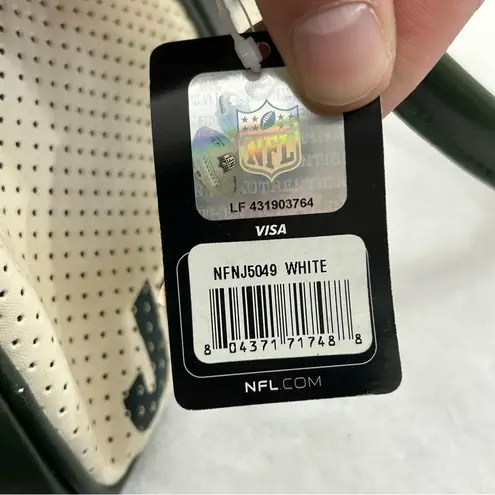 NFL
LF 431903764
VISA
NFNJ5049 WHITE
8 04371 71748 8
NFL.COM